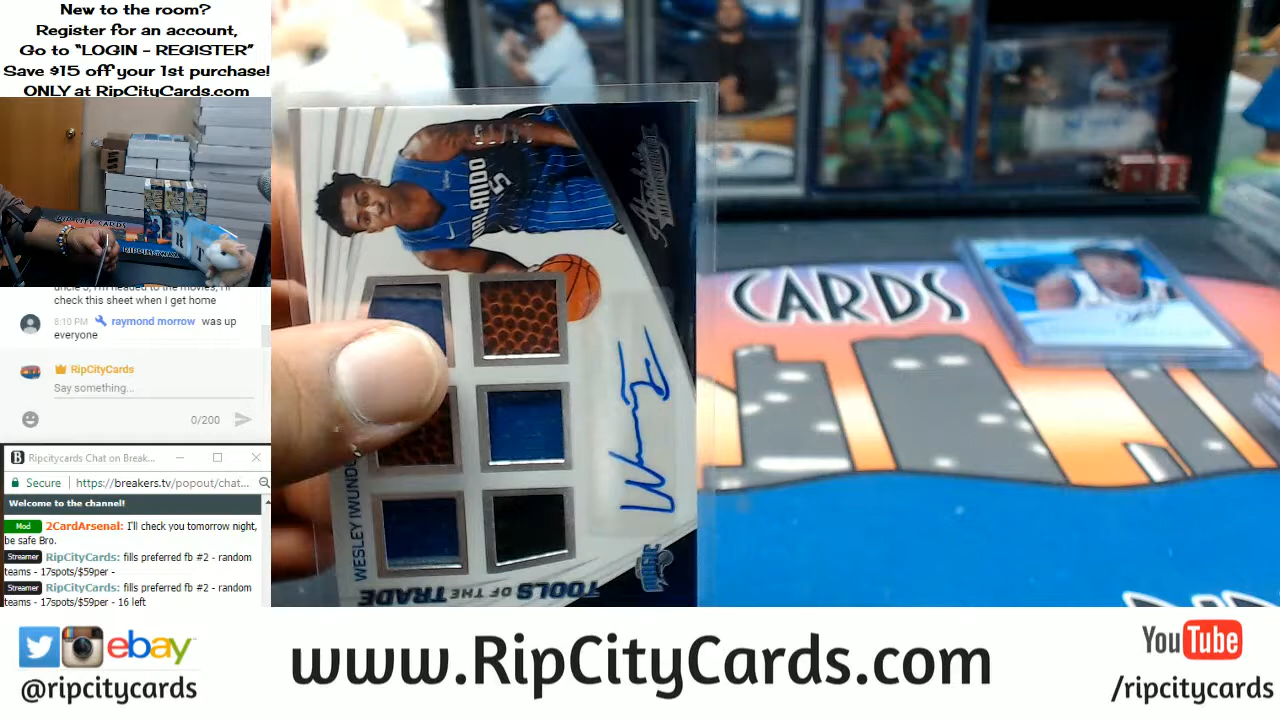 New to the room?
Register for an account,
Go to “LOGIN - REGISTER”
Save $15 off your 1st purchase!
ONLY at RipCityCards.com
RIP CITY CARDS
check this sheet when I get home
8:10 PM raymond morrow was up
everyone
RipCityCards
Say something...
0/200
Ripcitycards Chat on Break...
Secure https://breakers.tv/popout/chat...
Welcome to the channel!
Mod 2CardArsenal: I'll check you tomorrow night,
be safe Bro.
Streamer RipCityCards: fills preferred fb #2 - random
teams - 17spots/$59per -
Streamer RipCityCards: fills preferred fb #2 - random
teams - 17spots/$59per - 16 left
ORLANDO
5
Absolute
WESLEY IWUNDU
TOOLS OF THE
TRADE
MAGIC
CARDS
ebay
@ripcitycards
www.RipCityCards.com
YouTube
/ripcitycards